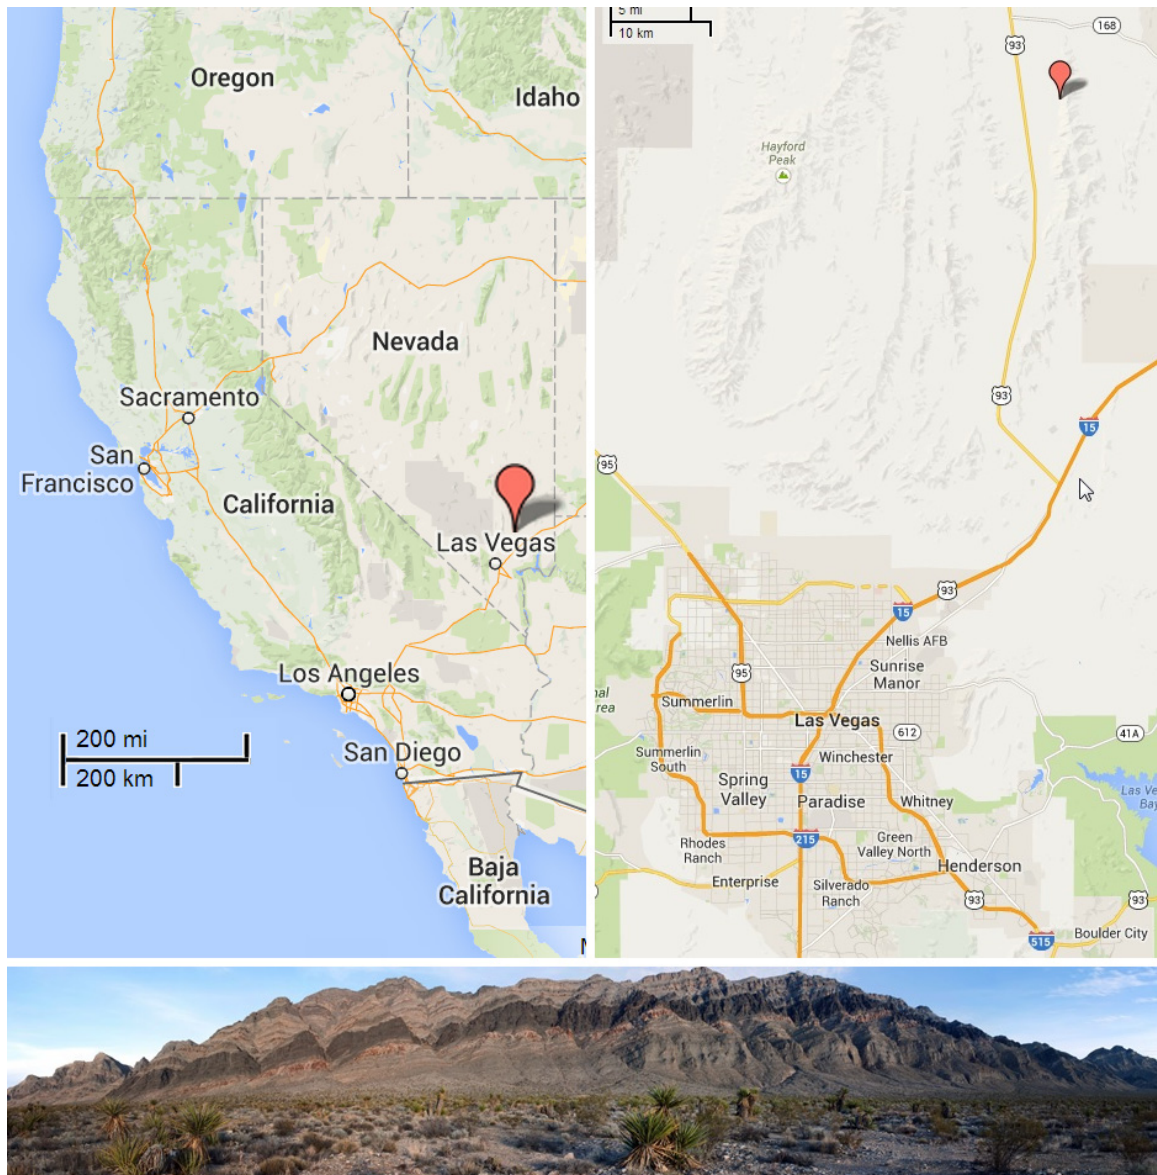 Oregon
Idaho
Nevada
Sacramento
San
Francisco
California
Las Vegas
Los Angeles
San Diego
200 mi
200 km
Baja
California
5 mi
10 km
168
93
Hayford
Peak
93
15
95
93
15
Nellis AFB
Sunrise
Manor
95
Summerlin
Las Vegas
612
41A
Summerlin
South
Winchester
15
Spring
Valley
Paradise
Whitney
215
Rhodes
Ranch
Green
Valley North
Henderson
Enterprise
Silverado
Ranch
93
93
515
Boulder City